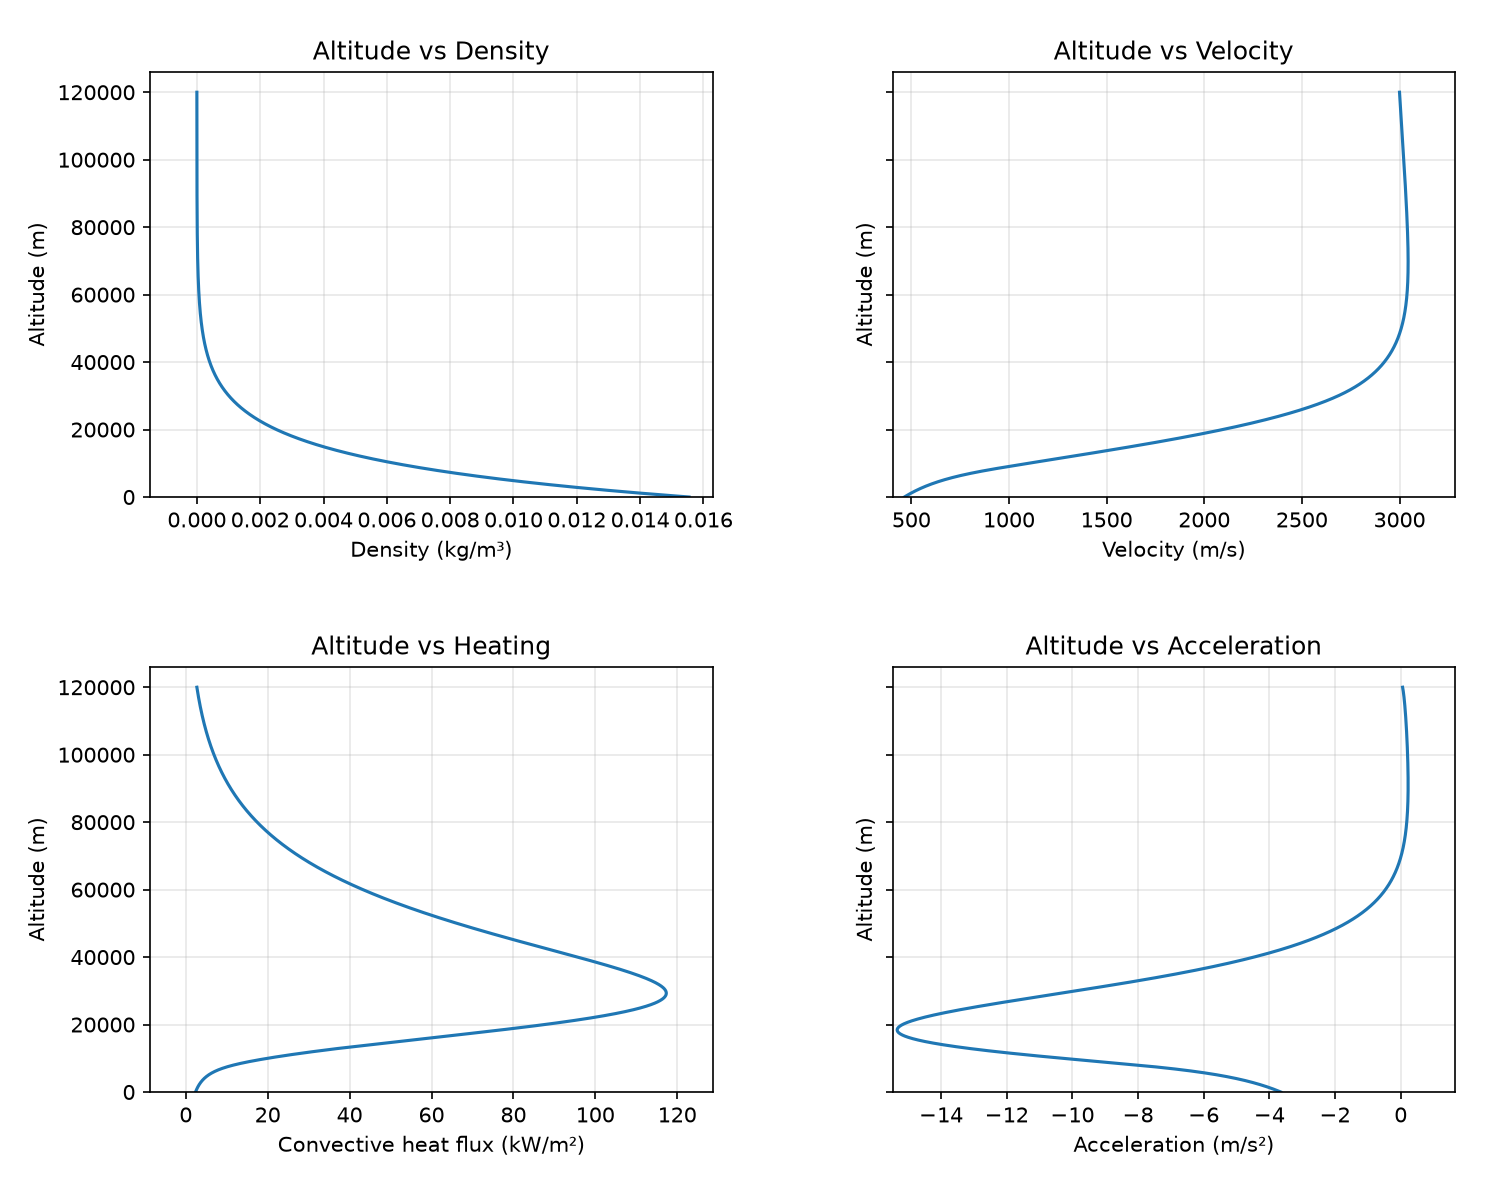 Altitude vs Density
Altitude (m)
120000
100000
80000
60000
40000
20000
0
0.000 0.002 0.004 0.006 0.008 0.010 0.012 0.014 0.016
Density (kg/m³)
Altitude vs Velocity
Altitude (m)
500 1000 1500 2000 2500 3000
Velocity (m/s)
Altitude vs Heating
Altitude (m)
120000
100000
80000
60000
40000
20000
0
0 20 40 60 80 100 120
Convective heat flux (kW/m²)
Altitude vs Acceleration
Altitude (m)
−14 −12 −10 −8 −6 −4 −2 0
Acceleration (m/s²)